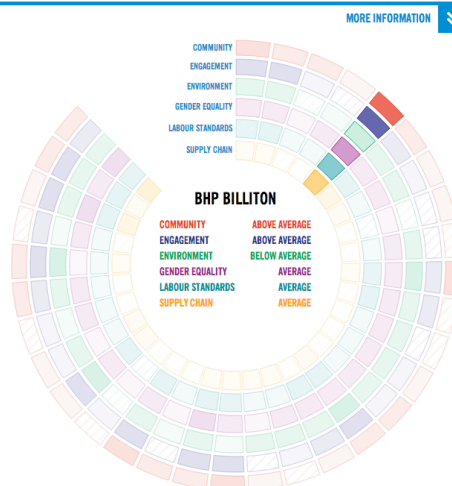 MORE INFORMATION
COMMUNITY
ENGAGEMENT
ENVIRONMENT
GENDER EQUALITY
LABOUR STANDARDS
SUPPLY CHAIN
BHP BILLITON
COMMUNITY ABOVE AVERAGE
ENGAGEMENT ABOVE AVERAGE
ENVIRONMENT BELOW AVERAGE
GENDER EQUALITY AVERAGE
LABOUR STANDARDS AVERAGE
SUPPLY CHAIN AVERAGE